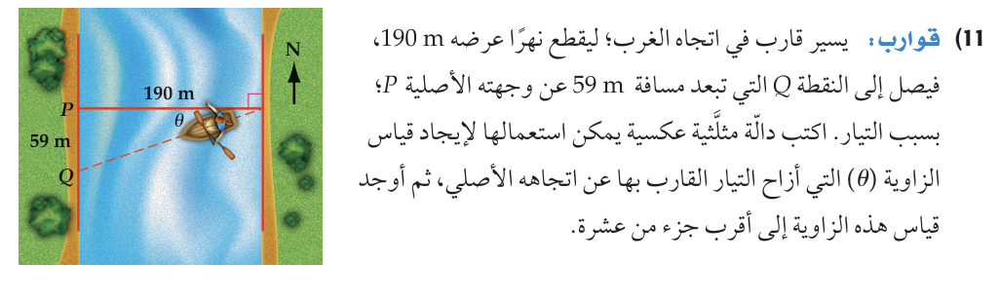 (11 قوارب: يسير قارب في اتجاه الغرب؛ ليقطع نهرًا عرضه 190 m،
فيصل إلى النقطة Q التي تبعد مسافة 59 m عن وجهته الأصلية P؛
بسبب التيار. اكتب دالّة مثلَّثية عكسية يمكن استعمالها لإيجاد قياس
الزاوية (θ) التي أزاح التيار القارب بها عن اتجاهه الأصلي، ثم أوجد
قياس هذه الزاوية إلى أقرب جزء من عشرة.
N
190 m
P
θ
59 m
Q